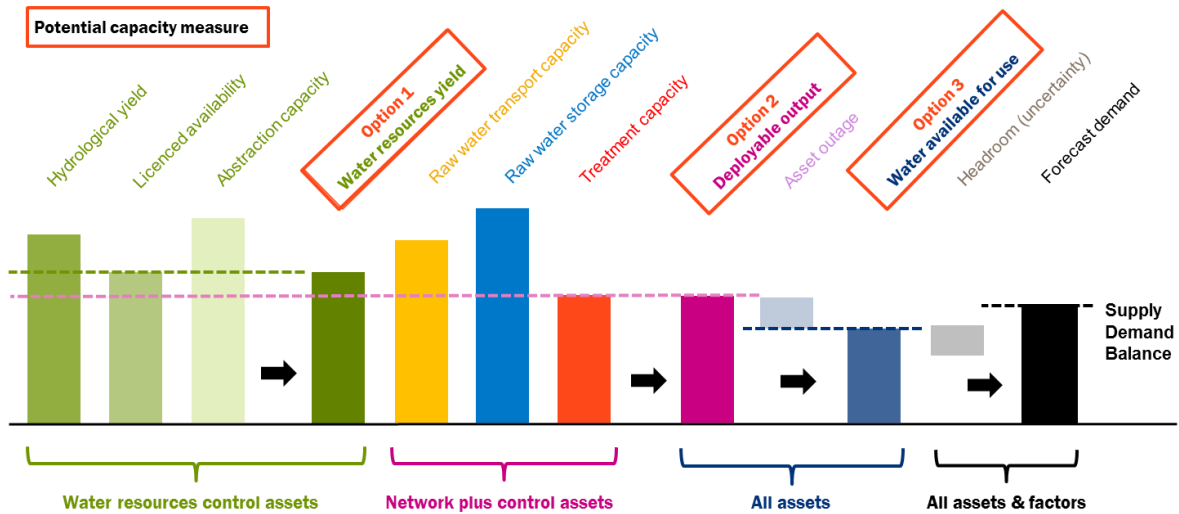 Potential capacity measure
Hydrological yield
Licenced availability
Abstraction capacity
Option 1
Water resources yield
Raw water transport capacity
Raw water storage capacity
Treatment capacity
Option 2
Deployable output
Asset outage
Option 3
Water available for use
Headroom (uncertainty)
Forecast demand
Supply
Demand
Balance
Water resources control assets
Network plus control assets
All assets
All assets & factors